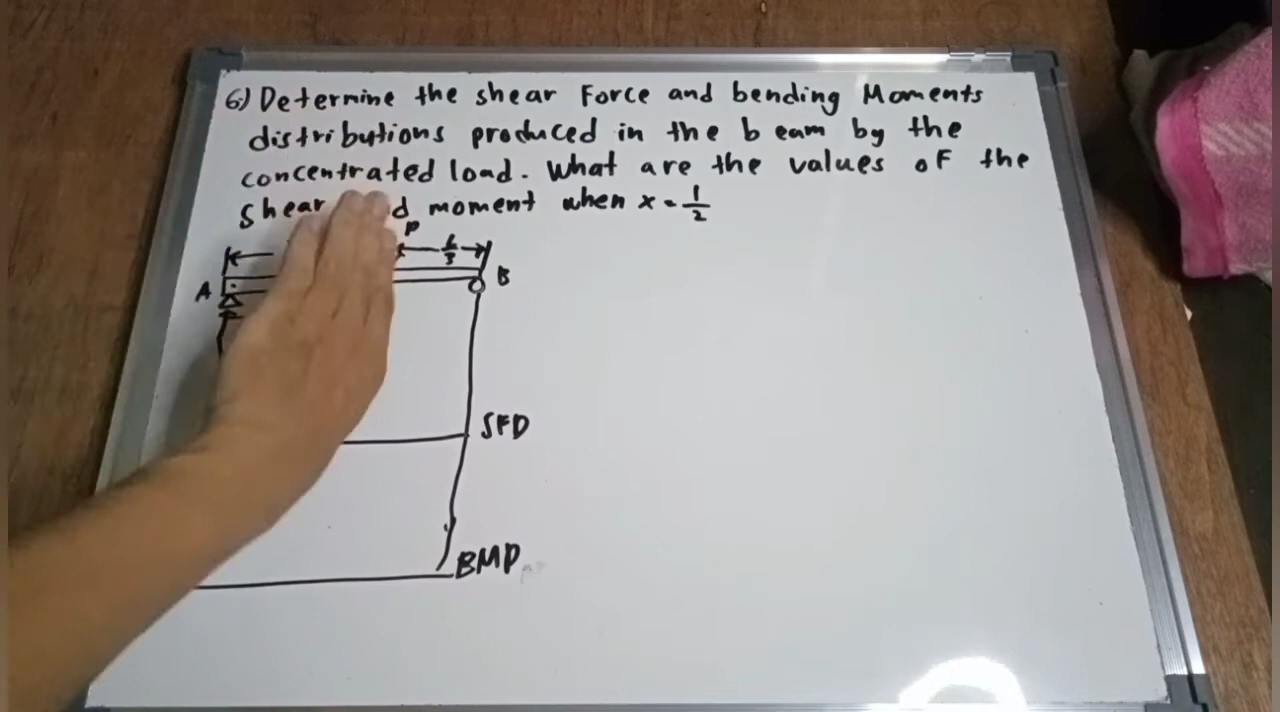 6) Determine the shear Force and bending Moments
distributions produced in the beam by the
concentrated load. What are the values of the
shear d moment when x = 1/2
P
A
B
SFD
BMD